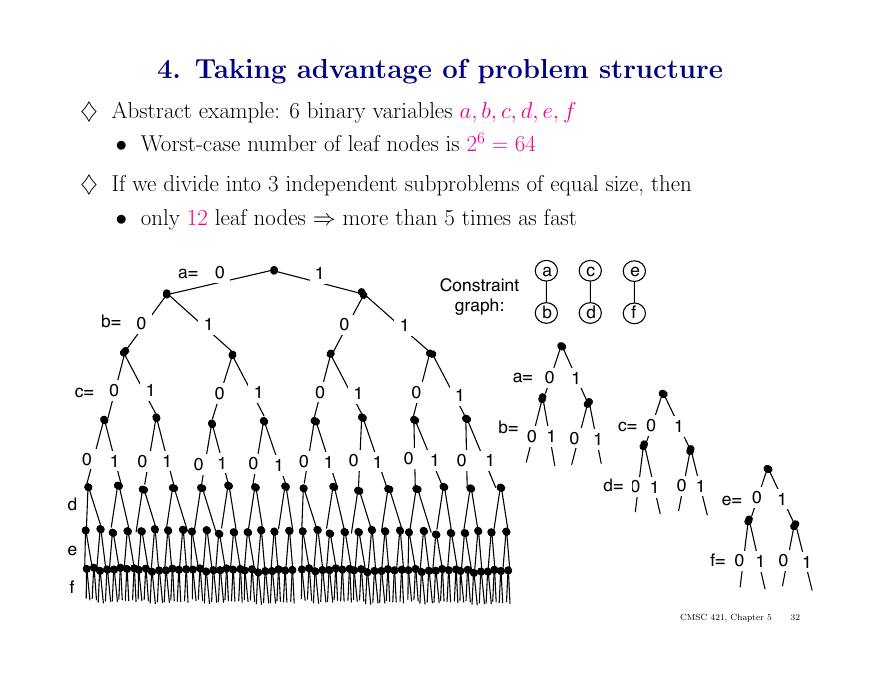 4. Taking advantage of problem structure
♢ Abstract example: 6 binary variables a, b, c, d, e, f
• Worst-case number of leaf nodes is 2⁶ = 64
♢ If we divide into 3 independent subproblems of equal size, then
• only 12 leaf nodes ⇒ more than 5 times as fast
a= 0 1
b= 0 1 0 1
c= 0 1 0 1 0 1 0 1
0 1 0 1 0 1 0 1 0 1 0 1 0 1 0 1
d
e
f
Constraint
graph:
a c e
b d f
a= 0 1
b= 0 1 0 1
c= 0 1
d= 0 1 0 1
e= 0 1
f= 0 1 0 1
CMSC 421, Chapter 5 32